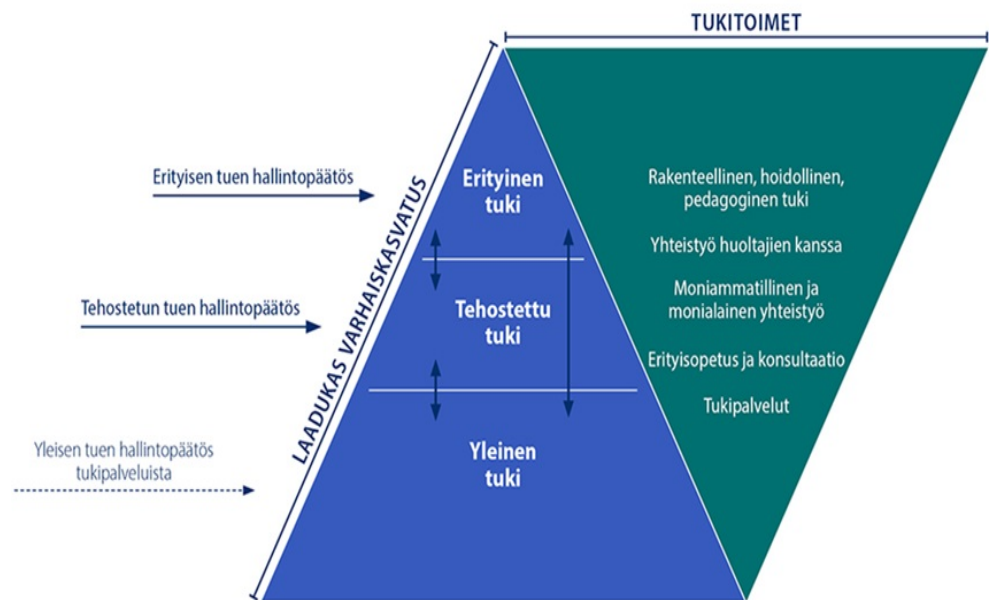 TUKITOIMET
Erityisen tuen hallintopäätös
Tehostetun tuen hallintopäätös
Yleisen tuen hallintopäätös
tukipalveluista
LAADUKAS VARHAISKASVATUS
Erityinen
tuki
Tehostettu
tuki
Yleinen
tuki
Rakenteellinen, hoidollinen,
pedagoginen tuki
Yhteistyö huoltajien kanssa
Moniammatillinen ja
monialainen yhteistyö
Erityisopetus ja konsultaatio
Tukipalvelut